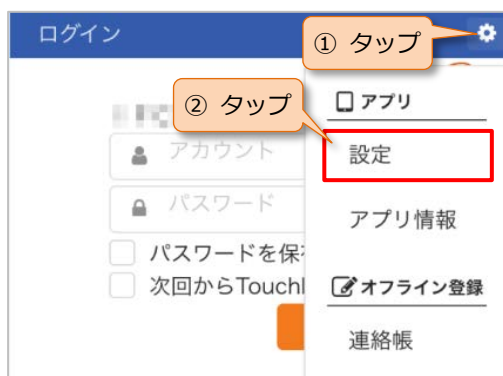 ログイン
① タップ
② タップ
アプリ
アカウント
設定
パスワード
アプリ情報
パスワードを保
次回からTouch
オフライン登録
連絡帳